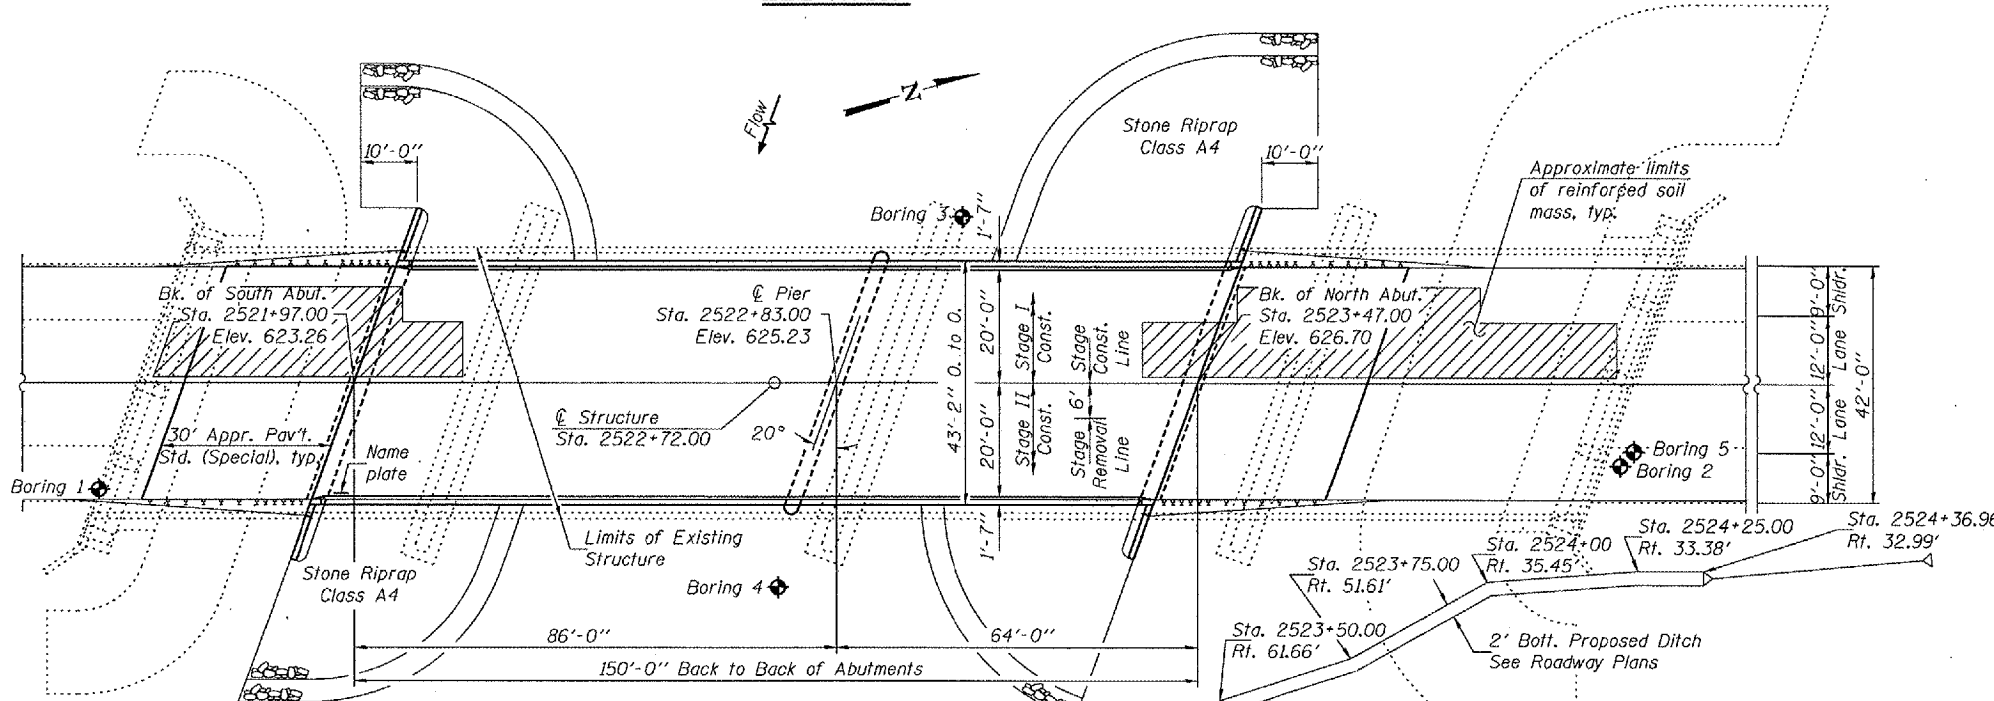 N
Flow
Stone Riprap
Class A4
10'-0"
10'-0"
Approximate limits
of reinforced soil
mass, typ.
Boring 3
1'-7"
Bk. of South Abut.
Sta. 2521+97.00
Elev. 623.26
℄ Pier
Sta. 2522+83.00
Elev. 625.23
43'-2" O. to O.
20'-0"
20'-0"
Stage I
Const.
Stage II
Const.
Stage
Const.
Line
6'
Stage I
Removal
Line
Bk. of North Abut.
Sta. 2523+47.00
Elev. 626.70
9'-0" Shldr.
12'-0" Lane
12'-0" Lane
9'-0" Shldr.
42'-0"
℄ Structure
Sta. 2522+72.00
20°
30' Appr. Pav't.
Std. (Special), typ.
Name
plate
Boring 1
Boring 5
Boring 2
Limits of Existing
Structure
1'-7"
Stone Riprap
Class A4
Boring 4
Sta. 2524+36.96
Rt. 32.99'
Sta. 2524+25.00
Rt. 33.38'
Sta. 2524+00
Rt. 35.45'
Sta. 2523+75.00
Rt. 51.61'
Sta. 2523+50.00
Rt. 61.66'
2' Bott. Proposed Ditch
See Roadway Plans
86'-0"
64'-0"
150'-0" Back to Back of Abutments